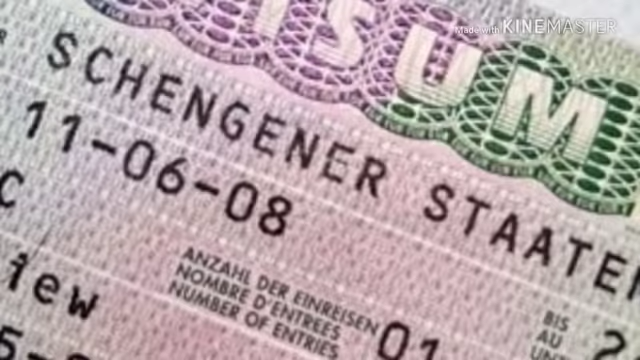 Made with KINEMASTER
ISUM
SCHENGENER STAATEN
11-06-08
C
iew
ANZAHL DER EINREISEN
NOMBRE D'ENTREES
NUMBER OF ENTRIES
01
BIS
AU